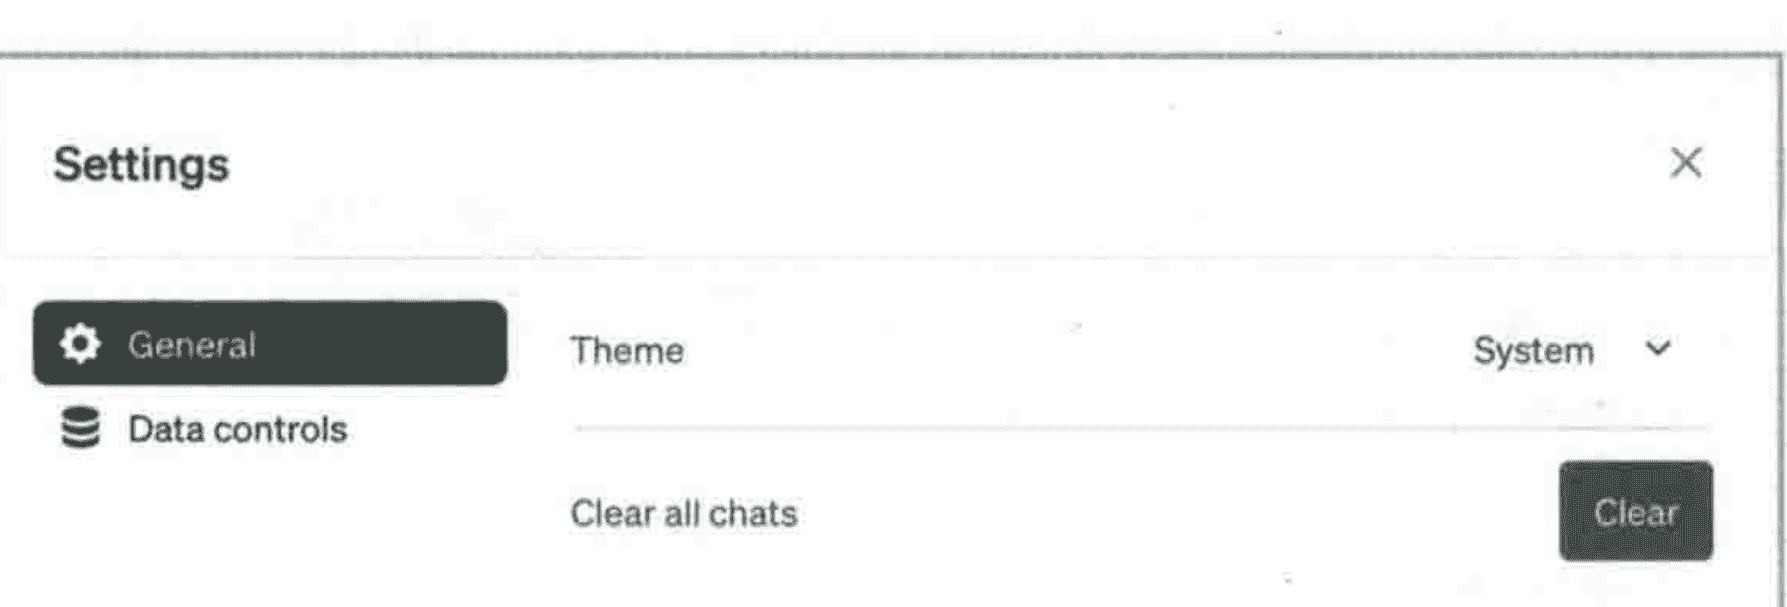 Settings
General
Theme
System
Data controls
Clear all chats
Clear